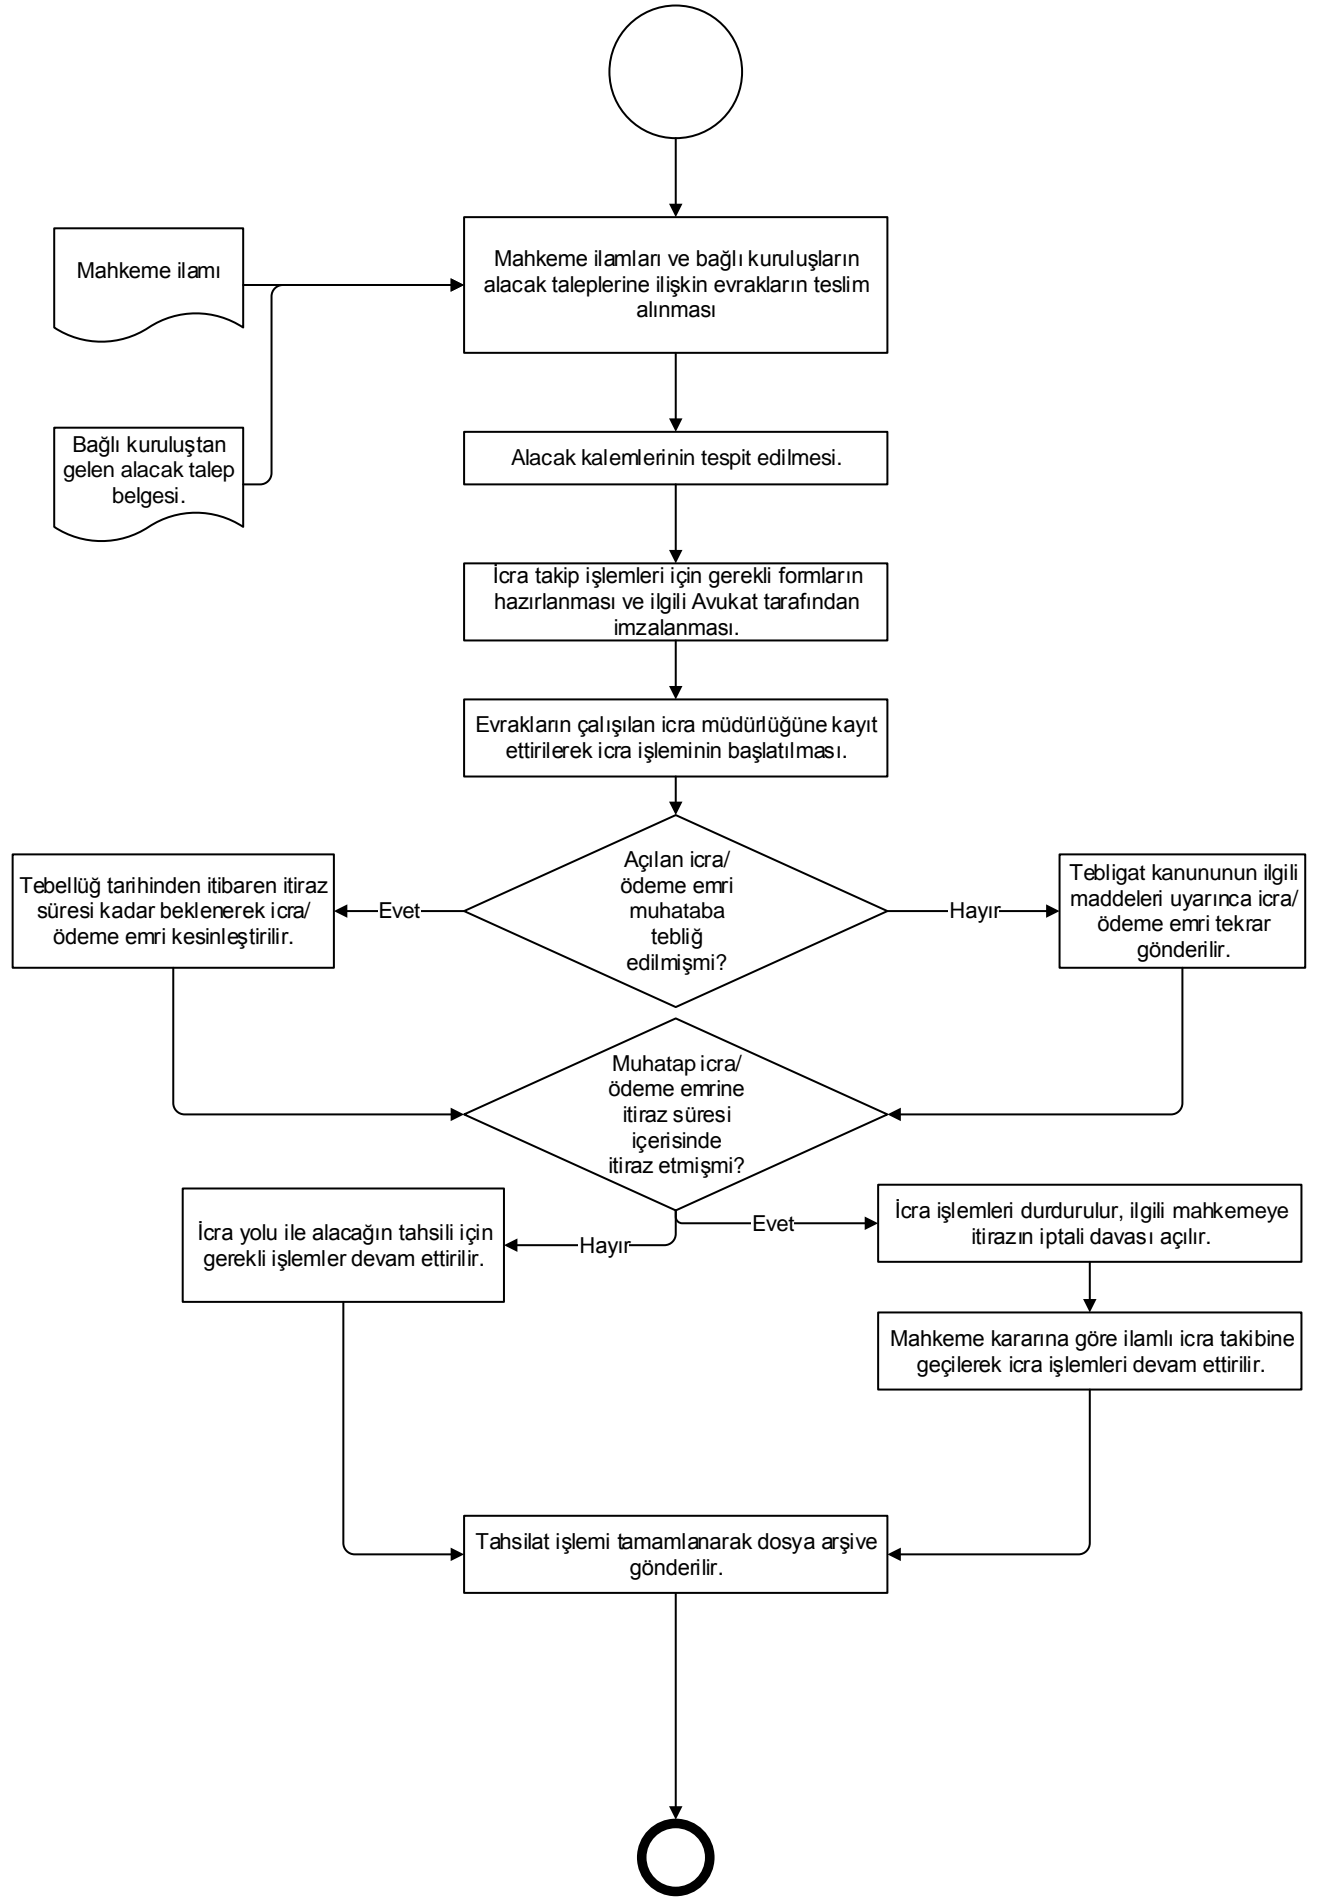 Mahkeme ilamı
Mahkeme ilamları ve bağlı kuruluşların
alacak taleplerine ilişkin evrakların teslim
alınması
Bağlı kuruluştan
gelen alacak talep
belgesi.
Alacak kalemlerinin tespit edilmesi.
İcra takip işlemleri için gerekli formların
hazırlanması ve ilgili Avukat tarafından
imzalanması.
Evrakların çalışılan icra müdürlüğüne kayıt
ettirilerek icra işleminin başlatılması.
Açılan icra/
ödeme emri
muhataba
tebliğ
edilmişmi?
Evet
Tebellüğ tarihinden itibaren itiraz
süresi kadar beklenerek icra/
ödeme emri kesinleştirilir.
Hayır
Tebligat kanununun ilgili
maddeleri uyarınca icra/
ödeme emri tekrar
gönderilir.
Muhatap icra/
ödeme emrine
itiraz süresi
içerisinde
itiraz etmişmi?
Hayır
İcra yolu ile alacağın tahsili için
gerekli işlemler devam ettirilir.
Evet
İcra işlemleri durdurulur, ilgili mahkemeye
itirazın iptali davası açılır.
Mahkeme kararına göre ilamlı icra takibine
geçilerek icra işlemleri devam ettirilir.
Tahsilat işlemi tamamlanarak dosya arşive
gönderilir.